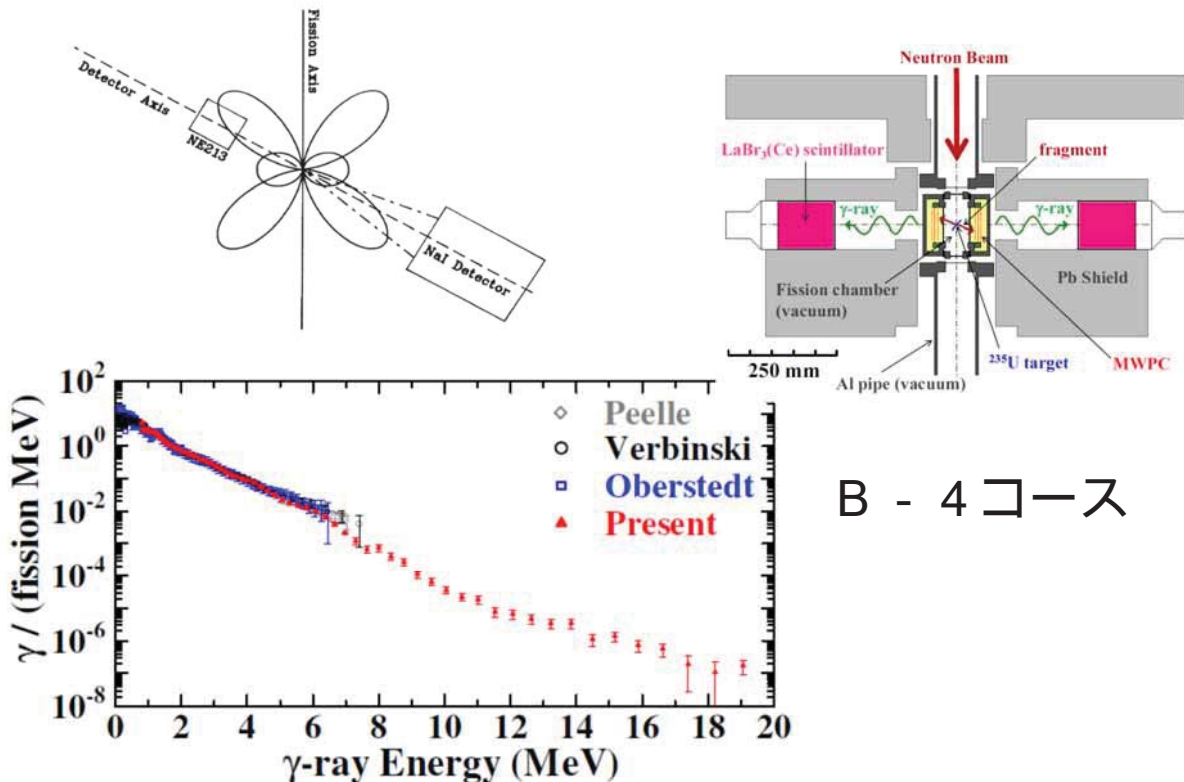 Fission Axis
Detector Axis
NE213
NaI Detector
Neutron Beam
LaBr₃(Ce) scintillator
fragment
γ-ray
γ-ray
Fission chamber
(vacuum)
Pb Shield
250 mm
²³⁵U target
MWPC
Al pipe (vacuum)
γ / (fission MeV)
10²
10⁰
10⁻²
10⁻⁴
10⁻⁶
10⁻⁸
Peelle
Verbinski
Oberstedt
Present
0 2 4 6 8 10 12 14 16 18 20
γ-ray Energy (MeV)
B - 4コース